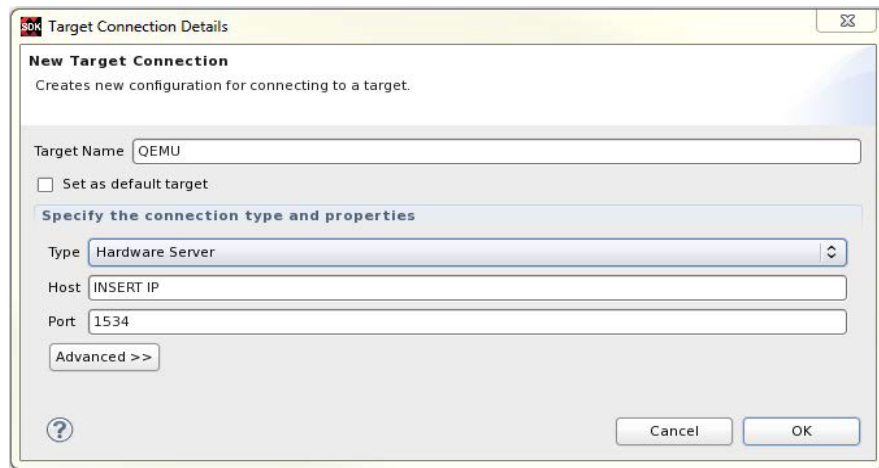 SDK Target Connection Details
New Target Connection
Creates new configuration for connecting to a target.
Target Name QEMU
Set as default target
Specify the connection type and properties
Type Hardware Server
Host INSERT IP
Port 1534
Advanced >>
? Cancel OK